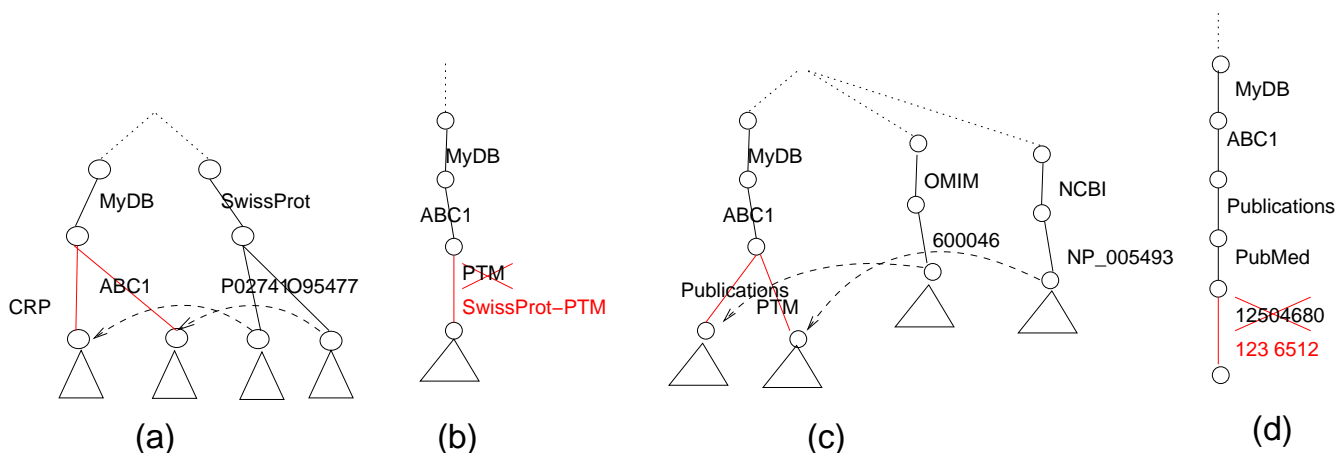 MyDB
SwissProt
CRP
ABC1
P02741
O95477
(a)
MyDB
ABC1
PTM
SwissProt-PTM
(b)
MyDB
ABC1
Publications
PTM
OMIM
600046
NCBI
NP_005493
(c)
MyDB
ABC1
Publications
PubMed
12504680
123 6512
(d)